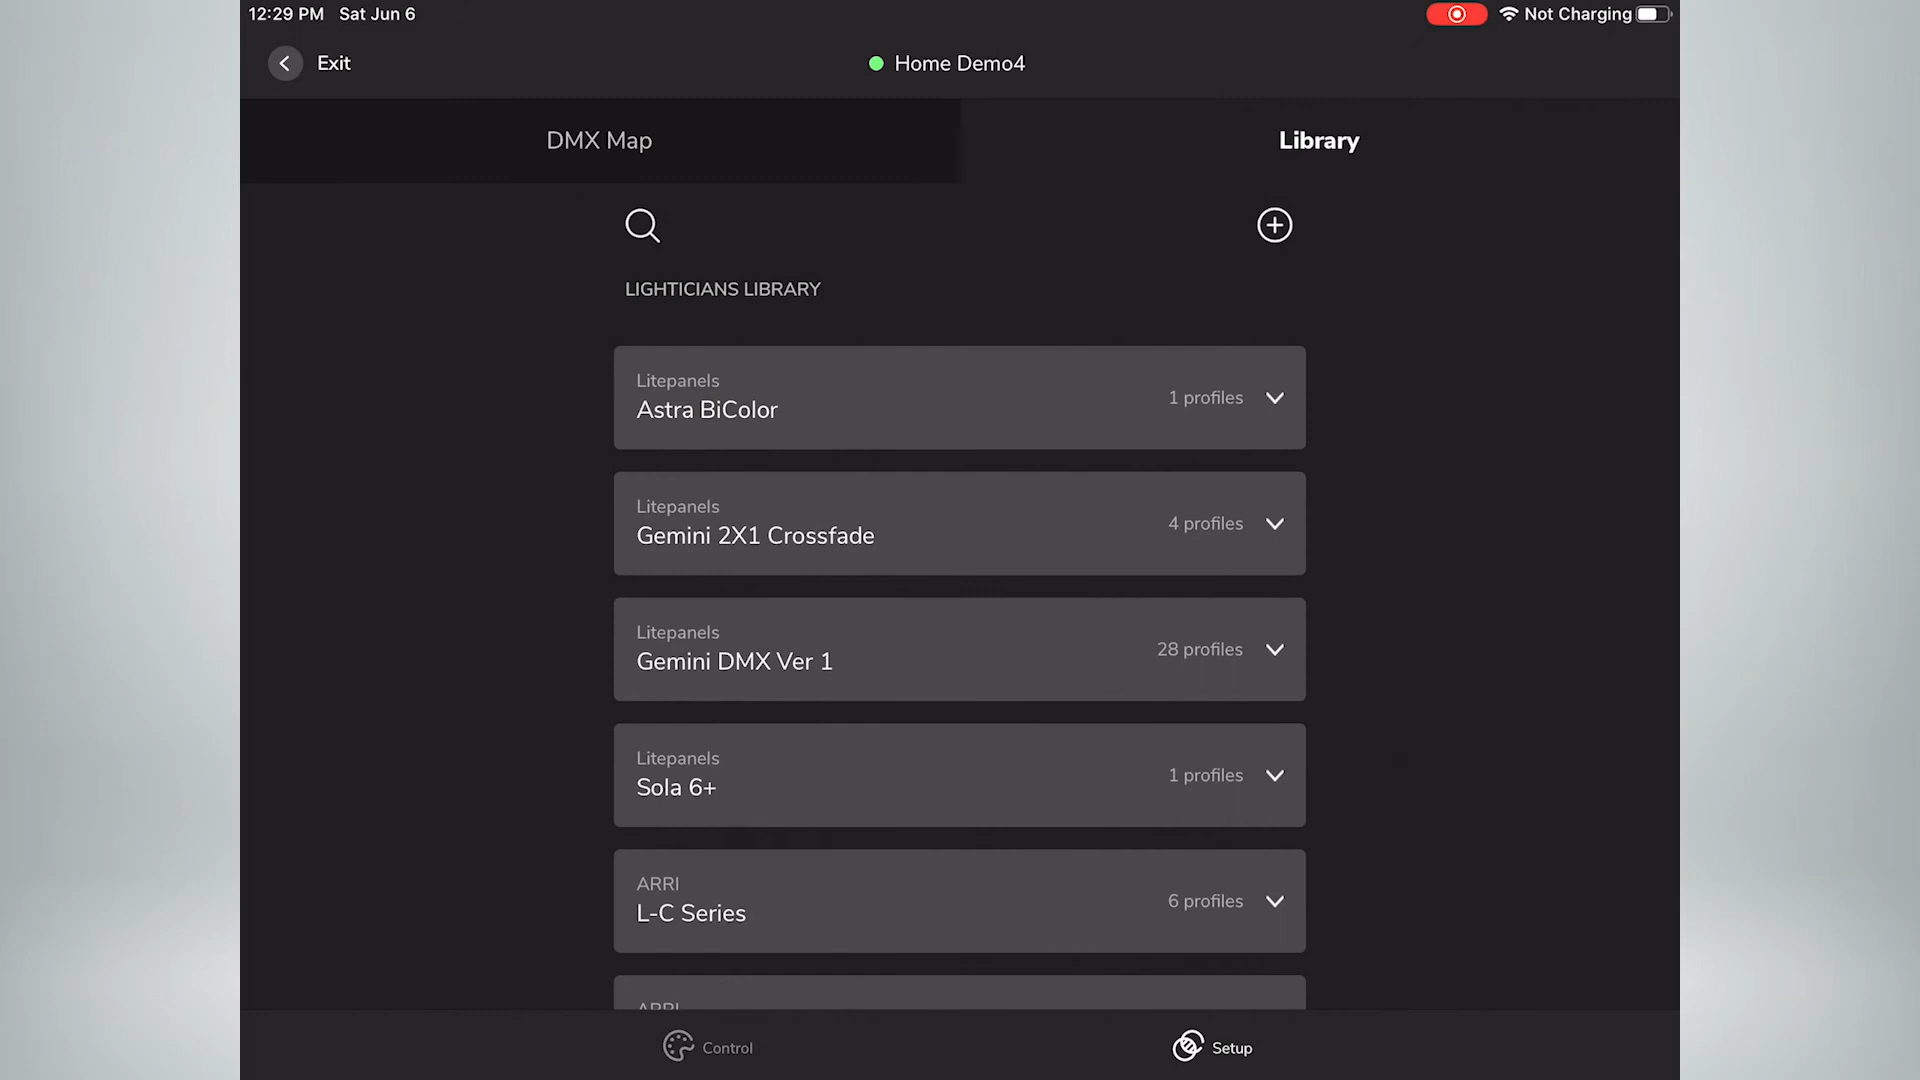 12:29 PM Sat Jun 6
Not Charging
Exit
Home Demo4
DMX Map
Library
LIGHTICIANS LIBRARY
Litepanels
Astra BiColor
1 profiles
Litepanels
Gemini 2X1 Crossfade
4 profiles
Litepanels
Gemini DMX Ver 1
28 profiles
Litepanels
Sola 6+
1 profiles
ARRI
L-C Series
6 profiles
ARRI
Control
Setup